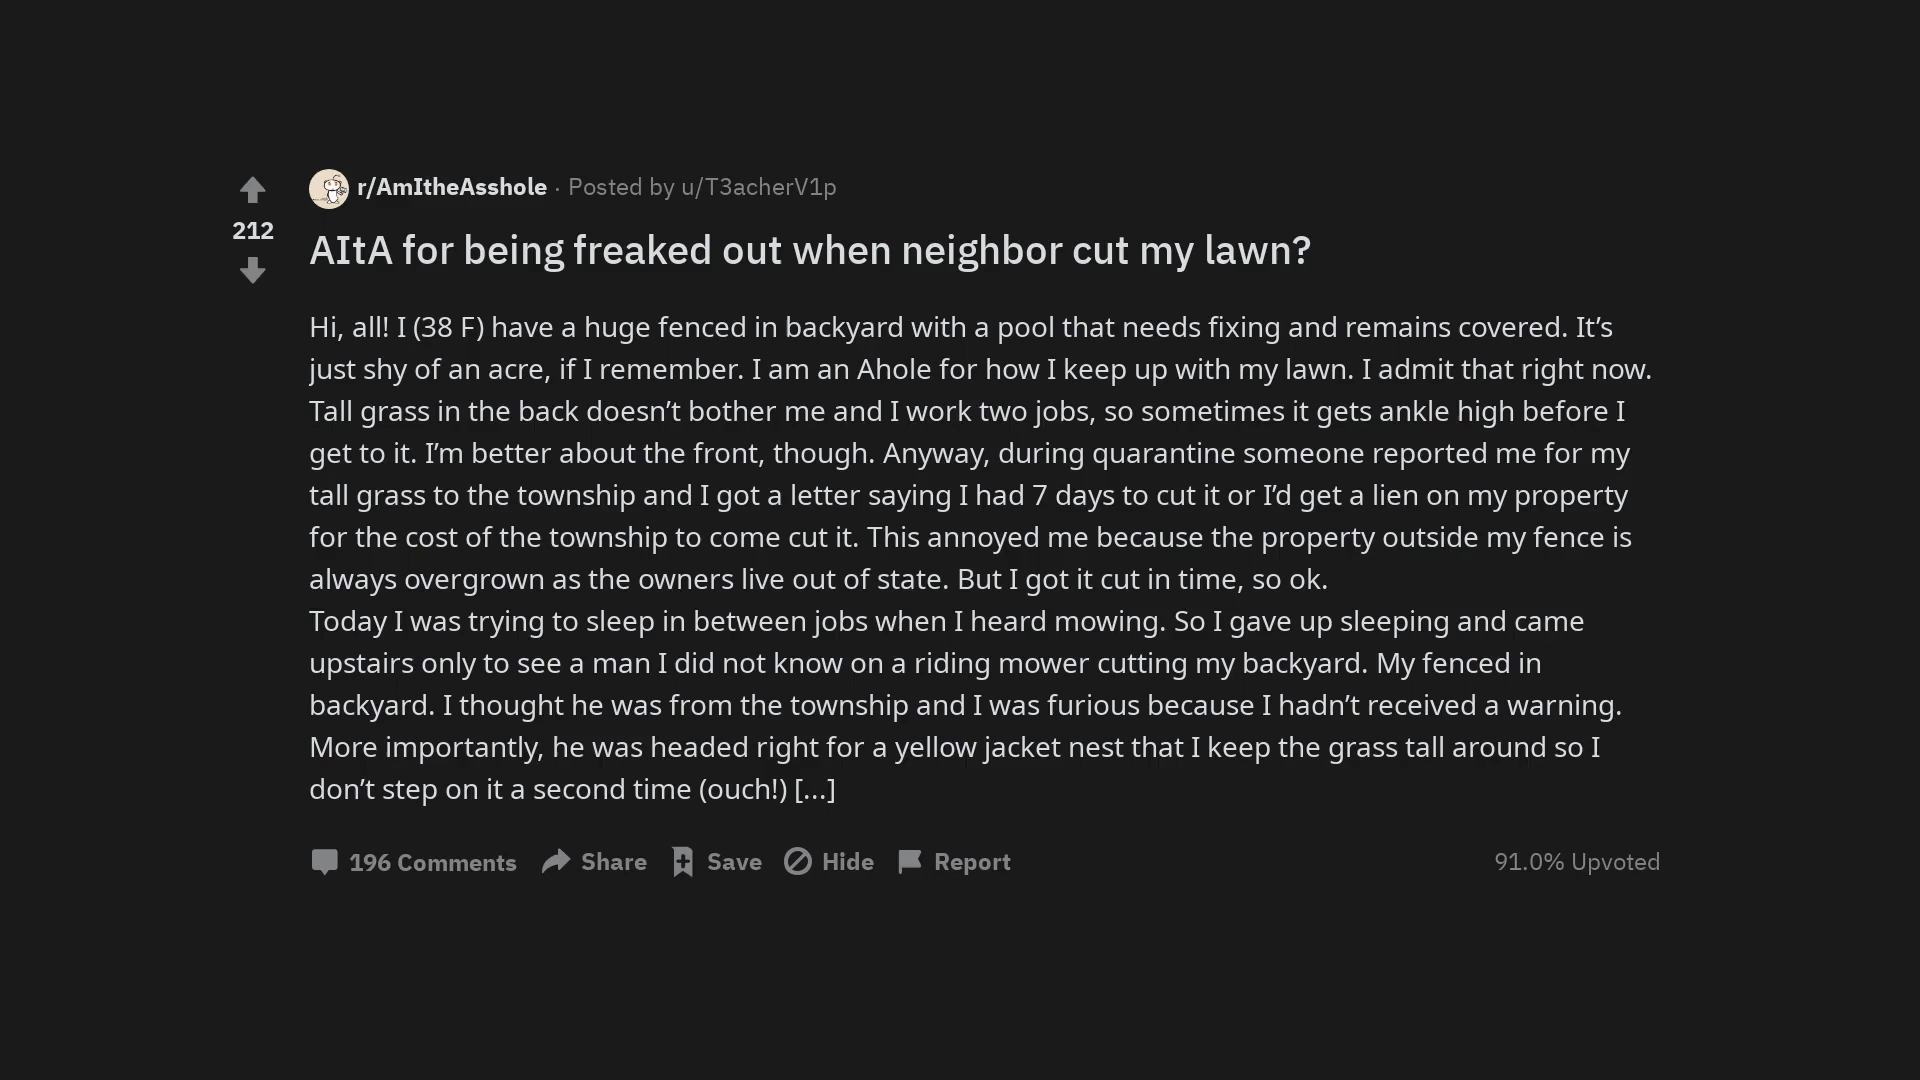 r/AmItheAsshole · Posted by u/T3acherV1p
212
AItA for being freaked out when neighbor cut my lawn?
Hi, all! I (38 F) have a huge fenced in backyard with a pool that needs fixing and remains covered. It’s
just shy of an acre, if I remember. I am an Ahole for how I keep up with my lawn. I admit that right now.
Tall grass in the back doesn’t bother me and I work two jobs, so sometimes it gets ankle high before I
get to it. I’m better about the front, though. Anyway, during quarantine someone reported me for my
tall grass to the township and I got a letter saying I had 7 days to cut it or I’d get a lien on my property
for the cost of the township to come cut it. This annoyed me because the property outside my fence is
always overgrown as the owners live out of state. But I got it cut in time, so ok.
Today I was trying to sleep in between jobs when I heard mowing. So I gave up sleeping and came
upstairs only to see a man I did not know on a riding mower cutting my backyard. My fenced in
backyard. I thought he was from the township and I was furious because I hadn’t received a warning.
More importantly, he was headed right for a yellow jacket nest that I keep the grass tall around so I
don’t step on it a second time (ouch!) [...]
196 Comments Share Save Hide Report 91.0% Upvoted